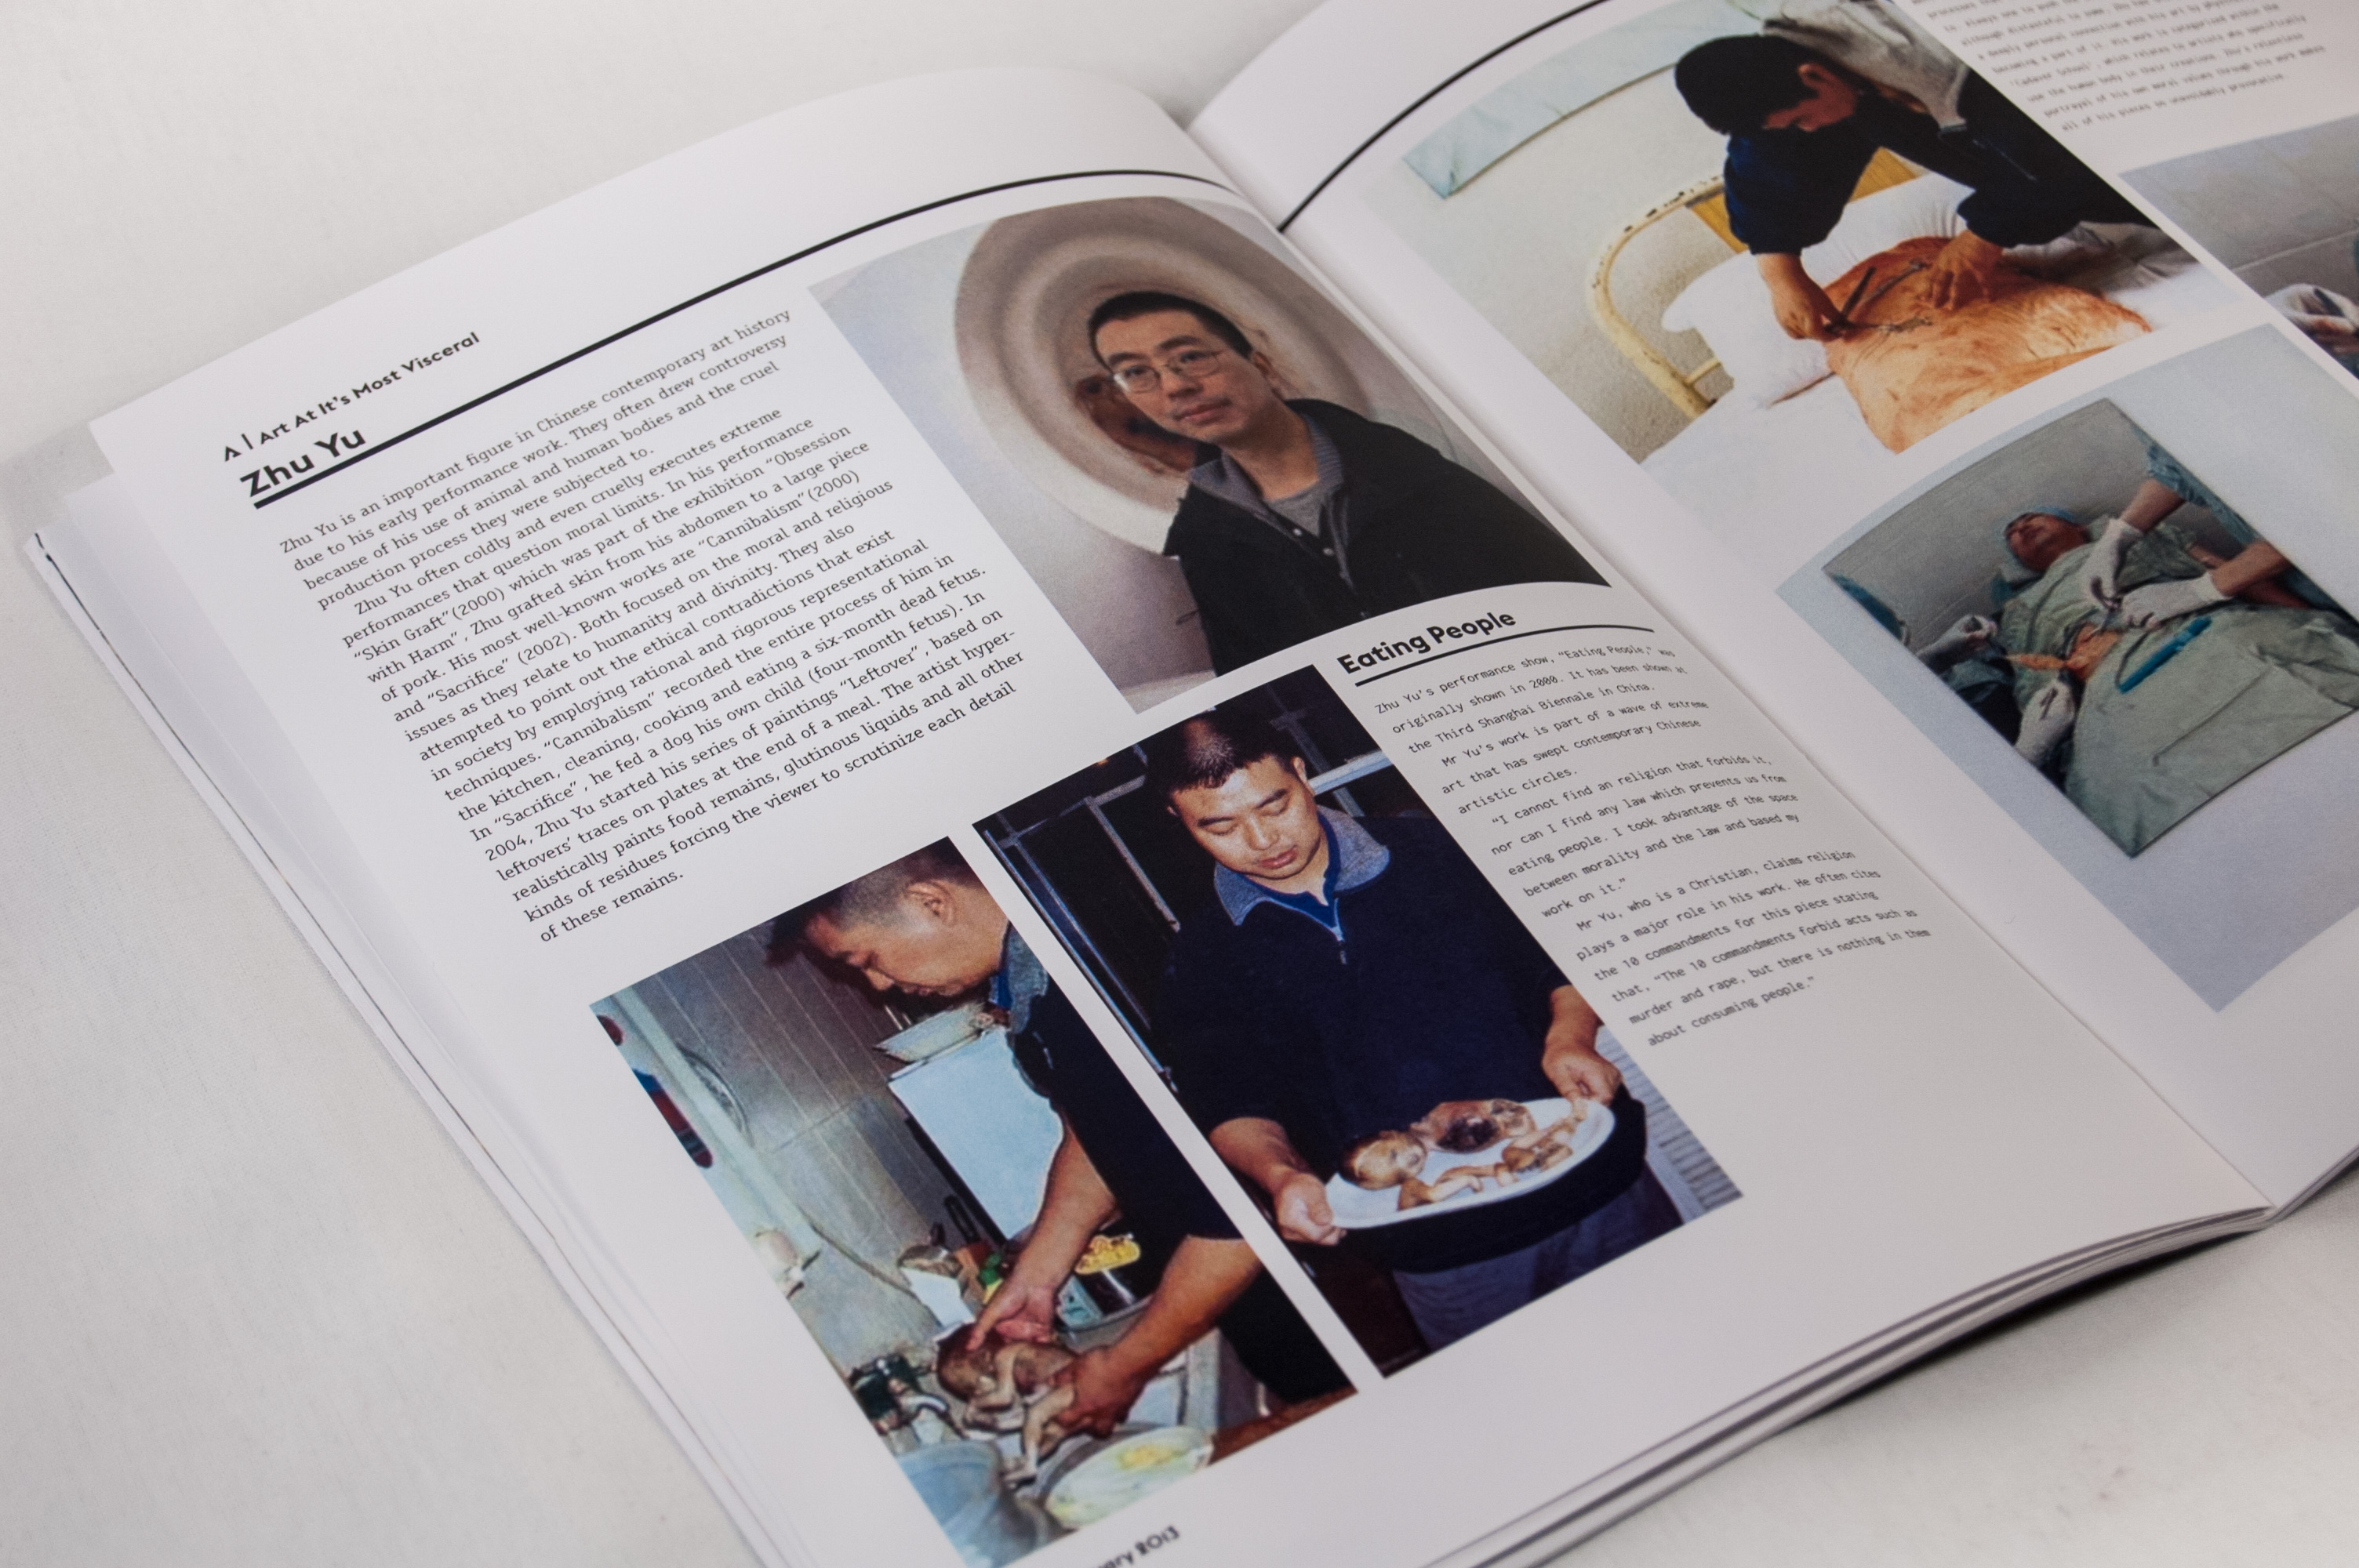 A | Art At It's Most Visceral
Zhu Yu
Zhu Yu is an important figure in Chinese contemporary art history
due to his early performance work. They often drew controversy
because of his use of animal and human bodies and the cruel
production process they were subjected to.
Zhu Yu often coldly and even cruelly executes extreme
performances that question moral limits. In his performance
"Skin Graft"(2000) which was part of the exhibition "Obsession
with Harm", Zhu grafted skin from his abdomen to a large piece
of pork. His most well-known works are "Cannibalism"(2000)
and "Sacrifice" (2002). Both focused on the moral and religious
issues as they relate to humanity and divinity. They also
attempted to point out the ethical contradictions that exist
in society by employing rational and rigorous representational
techniques. "Cannibalism" recorded the entire process of him in
the kitchen, cleaning, cooking and eating a six-month dead fetus.
In "Sacrifice", he fed a dog his own child (four-month fetus). In
2004, Zhu Yu started his series of paintings "Leftover", based on
leftovers' traces on plates at the end of a meal. The artist hyper-
realistically paints food remains, glutinous liquids and all other
kinds of residues forcing the viewer to scrutinize each detail
of these remains.
Eating People
Zhu Yu's performance show, "Eating People," was
originally shown in 2000. It has been shown at
the Third Shanghai Biennale in China.
Mr Yu's work is part of a wave of extreme
art that has swept contemporary Chinese
artistic circles.
"I cannot find an religion that forbids it,
nor can I find any law which prevents us from
eating people. I took advantage of the space
between morality and the law and based my
work on it."
Mr Yu, who is a Christian, claims religion
plays a major role in his work. He often cites
the 10 commandments for this piece stating
that, "The 10 commandments forbid acts such as
murder and rape, but there is nothing in them
about consuming people."
2013
although distasteful to some.
a deeply personal connection with his art by physically
becoming a part of it. His work is categorized within the
'Cadaver School', which relates to artists who specifically
use the human body in their creations. Zhu's relentless
portrayal of his own moral values through his work makes
all of his pieces so unavoidably provocative